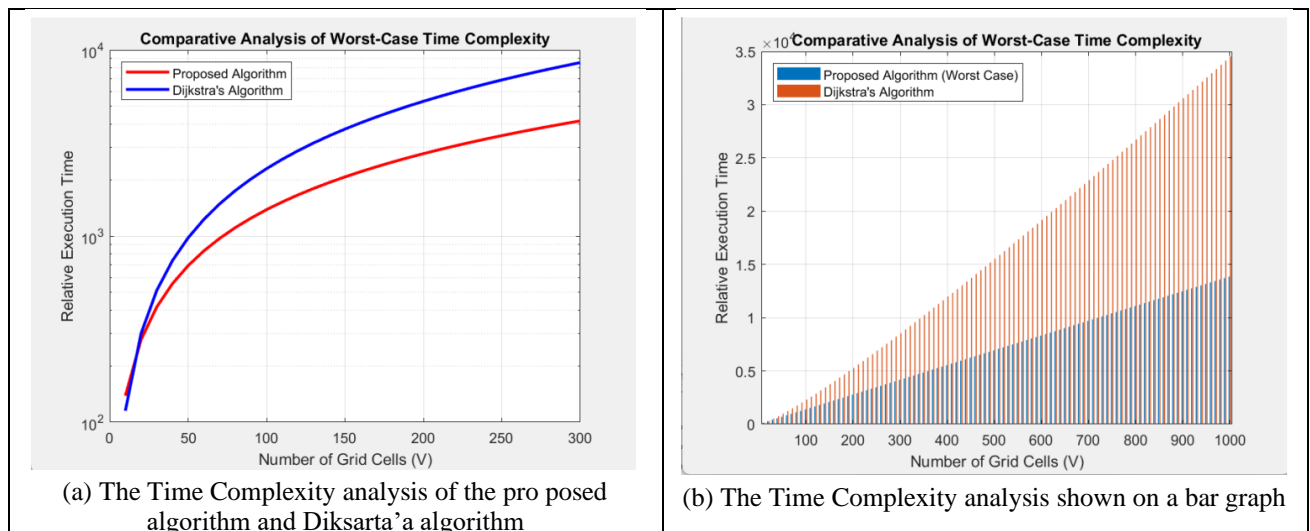 Comparative Analysis of Worst-Case Time Complexity
10^4
Proposed Algorithm
Dijkstra's Algorithm
Relative Execution Time
10^3
10^2
0 50 100 150 200 250 300
Number of Grid Cells (V)
(a) The Time Complexity analysis of the pro posed
algorithm and Diksarta'a algorithm
×10^4
Comparative Analysis of Worst-Case Time Complexity
3.5
Proposed Algorithm (Worst Case)
Dijkstra's Algorithm
3
2.5
2
1.5
1
0.5
0
Relative Execution Time
100 200 300 400 500 600 700 800 900 1000
Number of Grid Cells (V)
(b) The Time Complexity analysis shown on a bar graph